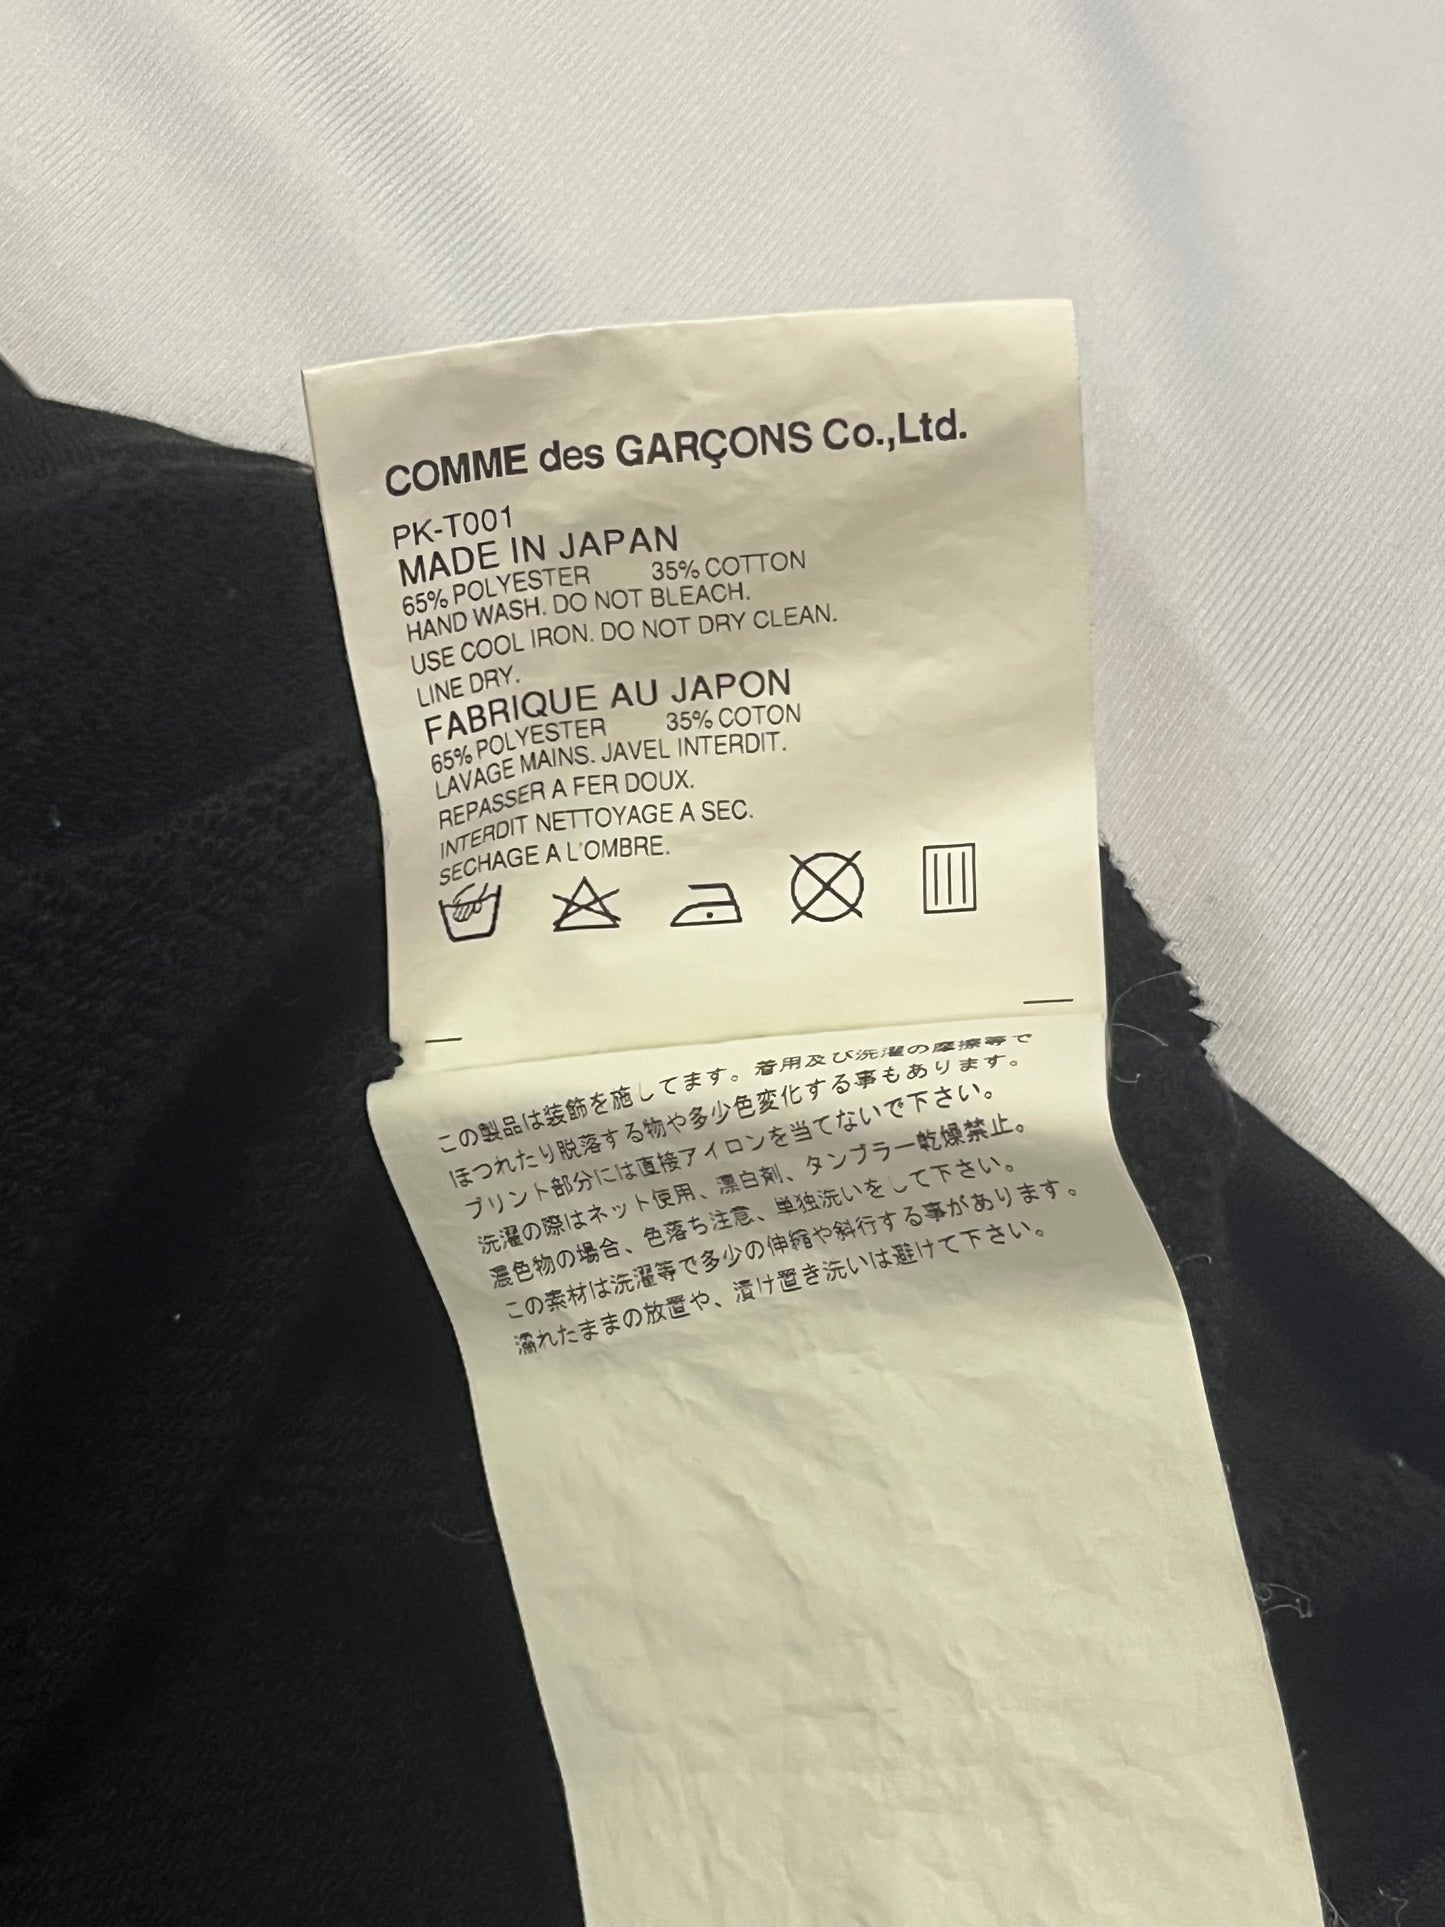 COMME des GARÇONS Co.,Ltd.
PK-T001
MADE IN JAPAN
65% POLYESTER 35% COTTON
HAND WASH. DO NOT BLEACH.
USE COOL IRON. DO NOT DRY CLEAN.
LINE DRY.
FABRIQUE AU JAPON
65% POLYESTER 35% COTON
LAVAGE MAINS. JAVEL INTERDIT.
REPASSER A FER DOUX.
INTERDIT NETTOYAGE A SEC.
SECHAGE A L'OMBRE.
この製品は装飾を施してます。着用及び洗濯の摩擦等で
ほつれたり脱落する物や多少色変化する事もあります。
プリント部分には直接アイロンを当てないで下さい。
洗濯の際はネット使用、漂白剤、タンブラー乾燥禁止。
濃色物の場合、色落ち注意、単独洗いをして下さい。
この素材は洗濯等で多少の伸縮や斜行する事があります。
濡れたままの放置や、漬け置き洗いは避けて下さい。